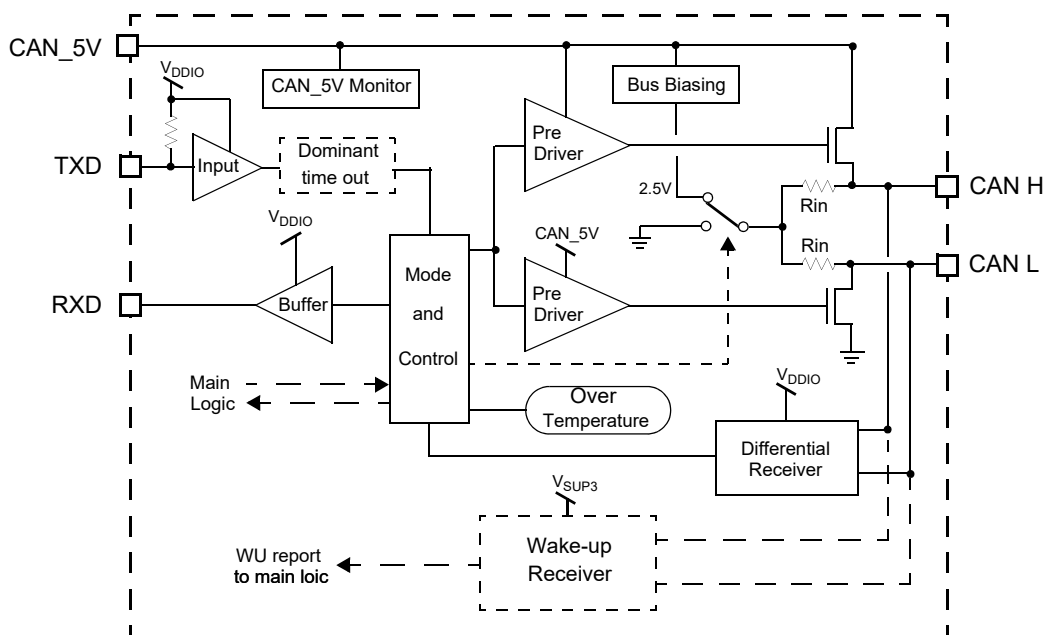 CAN_5V
VDDIO
CAN_5V Monitor
Bus Biasing
TXD
Input
Dominant
time out
Pre
Driver
2.5V
Rin
CAN H
VDDIO
CAN_5V
Rin
CAN L
RXD
Buffer
Mode
and
Control
Pre
Driver
Main
Logic
Over
Temperature
VDDIO
Differential
Receiver
VSUP3
WU report
to main loic
Wake-up
Receiver